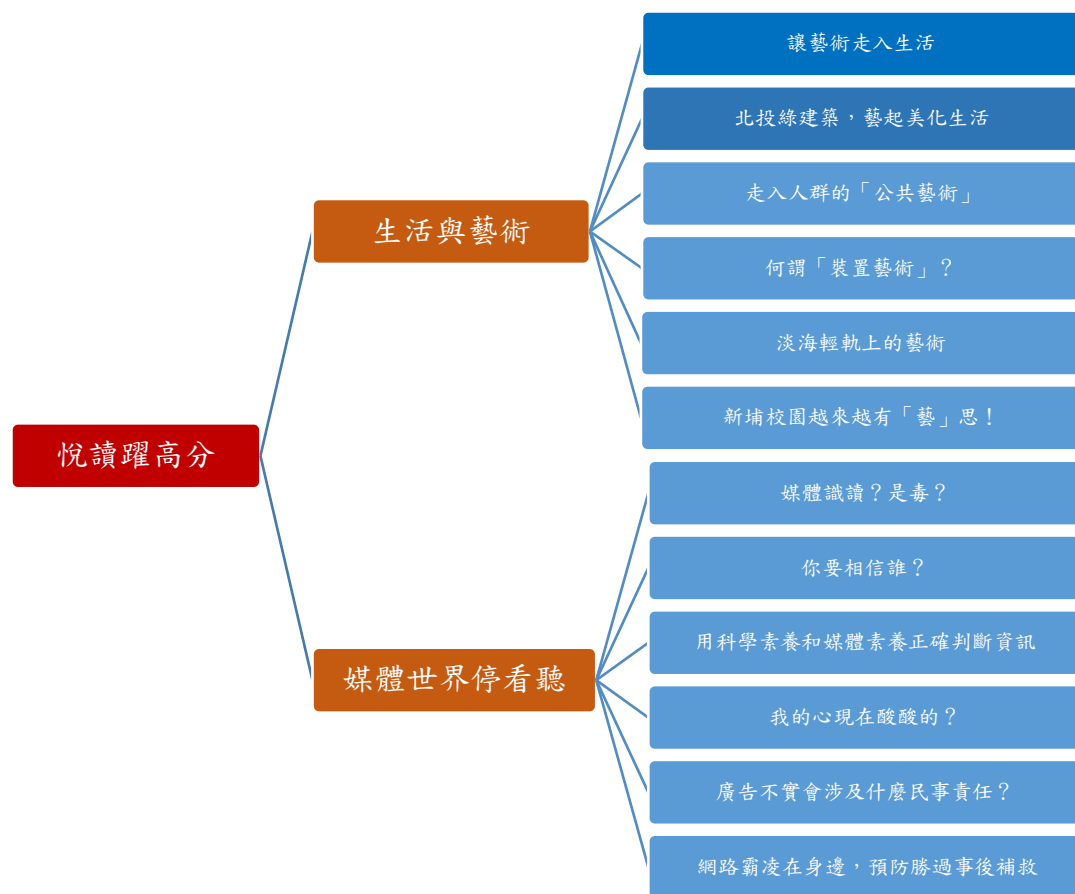 悅讀躍高分
生活與藝術
讓藝術走入生活
北投綠建築，藝起美化生活
走入人群的「公共藝術」
何謂「裝置藝術」？
淡海輕軌上的藝術
新埔校園越來越有「藝」思！
媒體世界停看聽
媒體識讀？是毒？
你要相信誰？
用科學素養和媒體素養正確判斷資訊
我的心現在酸酸的？
廣告不實會涉及什麼民事責任？
網路霸凌在身邊，預防勝過事後補救